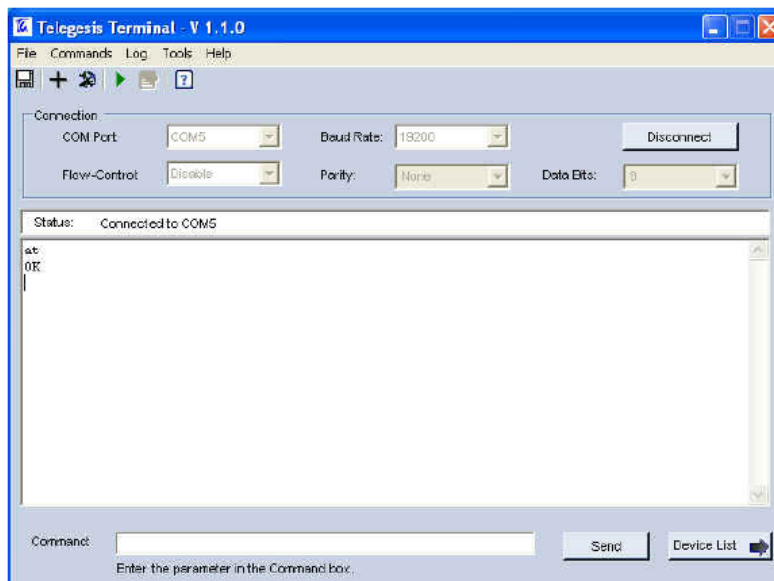 Telegesis Terminal - V 1.1.0
File Commands Log Tools Help
Connection
COM Port COM5 Baud Rate: 19200 Disconnect
Flow-Control: Disable Parity: None Data Bits: 8
Status: Connected to COM5
at
OK
Command: Send Device List
Enter the parameter in the Command box.